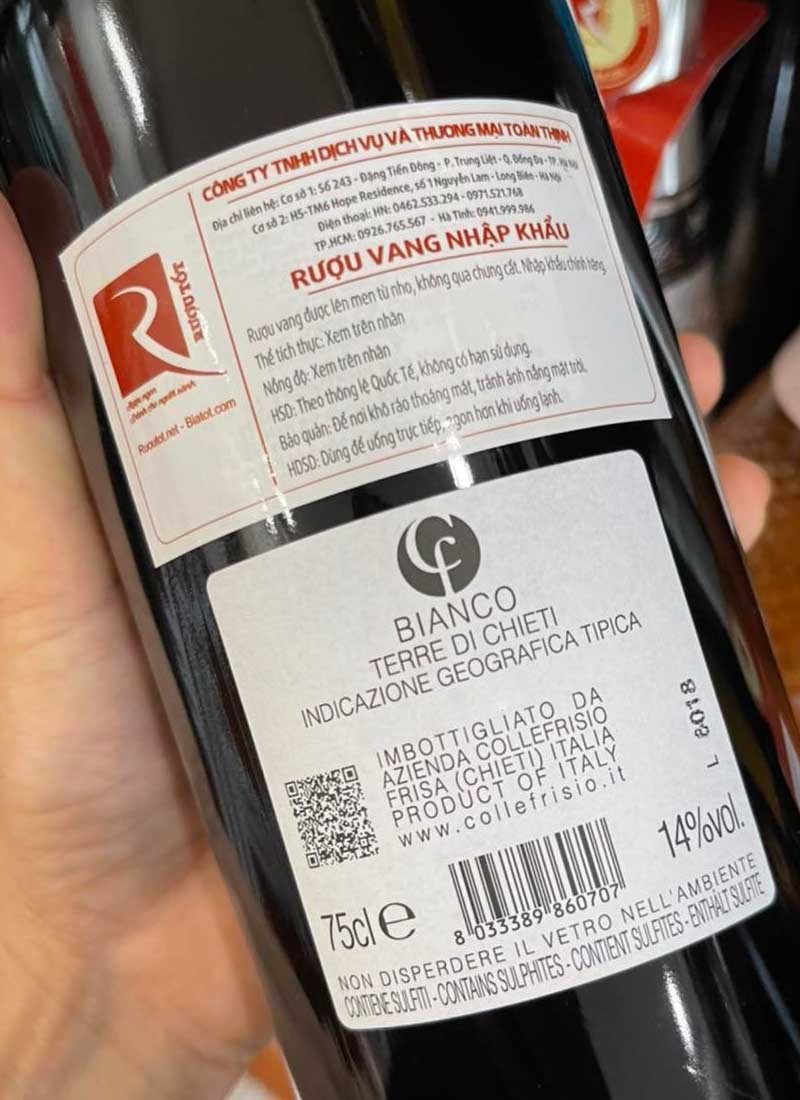 CÔNG TY TNHH DỊCH VỤ VÀ THƯƠNG MẠI TOÀN THỊNH
Địa chỉ liên hệ: Cơ sở 1: Số 243 - Đặng Tiến Đông - P. Trung Liệt - Q. Đống Đa - TP. Hà Nội
Cơ sở 2: H5-TM6 Hope Residence, số 1 Nguyễn Lam - Long Biên - Hà Nội
Điện thoại: HN: 0462.533.294 - 0971.521.768
TP.HCM: 0926.765.567 - Hà Tĩnh: 0941.999.986
RƯỢU VANG NHẬP KHẨU
Rượu vang được lên men từ nho, không qua chưng cất. Nhập khẩu chính hãng
Thể tích thực: Xem trên nhãn
Nồng độ: Xem trên nhãn
HSD: Theo thông lệ Quốc Tế, không có hạn sử dụng.
Bảo quản: Để nơi khô ráo thoáng mát, tránh ánh nắng mặt trời.
HDSD: Dùng để uống trực tiếp, ngon hơn khi uống lạnh.
R
RƯỢU TỐT
Rượu ngon
dành cho người sành
Ruoutot.net - Biatot.com
Cf
BIANCO
TERRE DI CHIETI
INDICAZIONE GEOGRAFICA TIPICA
IMBOTTIGLIATO DA
AZIENDA COLLEFRISIO
FRISA (CHIETI) ITALIA
PRODUCT OF ITALY
www.collefrisio.it
L 8018
14%vol.
75cl e
8 033389 860707
NON DISPERDERE IL VETRO NELL'AMBIENTE
CONTIENE SULFITI - CONTAINS SULPHITES - CONTIENT SULFITES - ENTHÄLT SULFITE